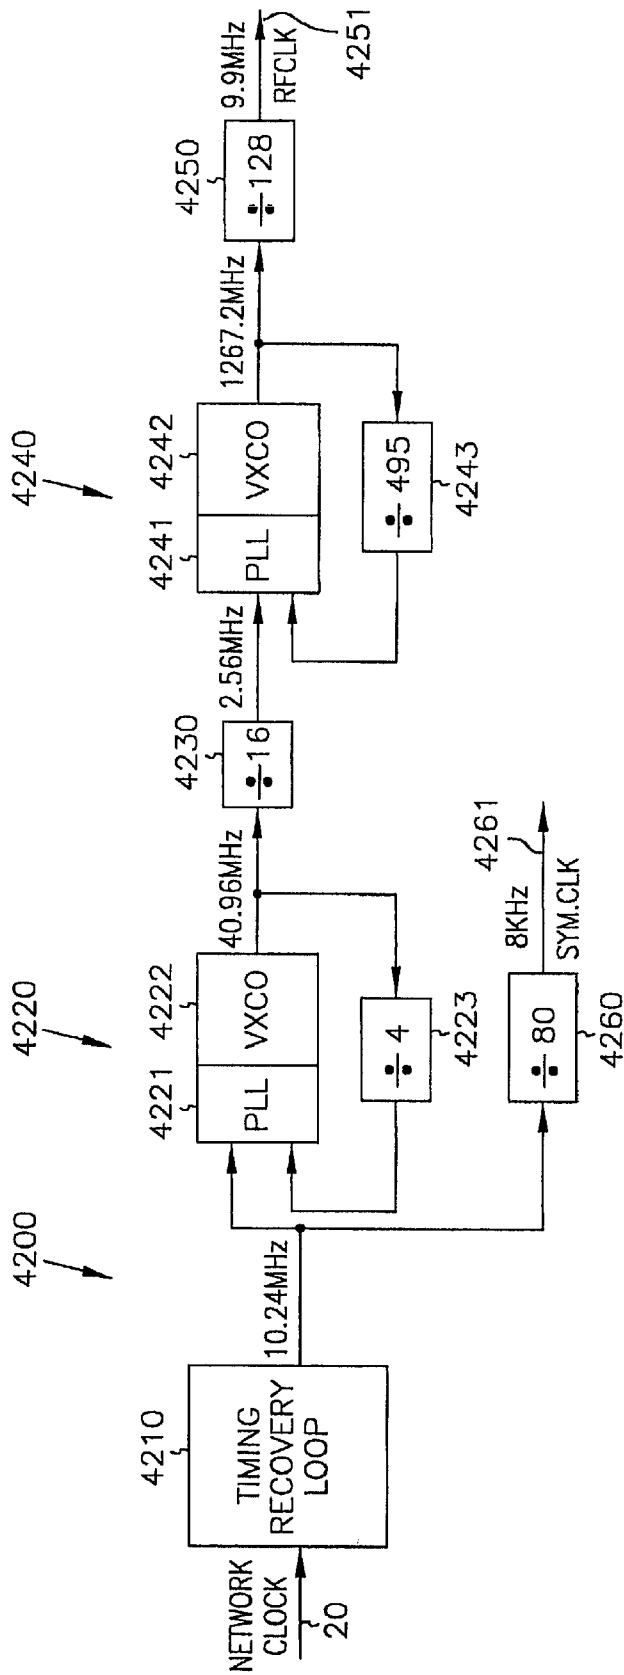 4200
4220
4240
NETWORK
CLOCK
20
4210
TIMING
RECOVERY
LOOP
10.24MHz
4221
4222
PLL
VXCO
÷ 4
4223
40.96MHz
÷ 80
4260
8KHz
SYM.CLK
4261
4230
÷ 16
2.56MHz
4241
4242
PLL
VXCO
÷ 495
4243
1267.2MHz
4250
÷ 128
9.9MHz
RFCLK
4251